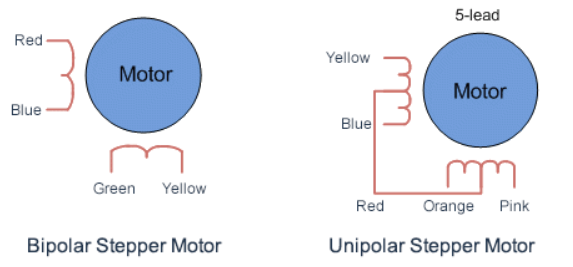 5-lead
Red
Yellow
Motor
Motor
Blue
Blue
Green Yellow
Red Orange Pink
Bipolar Stepper Motor
Unipolar Stepper Motor